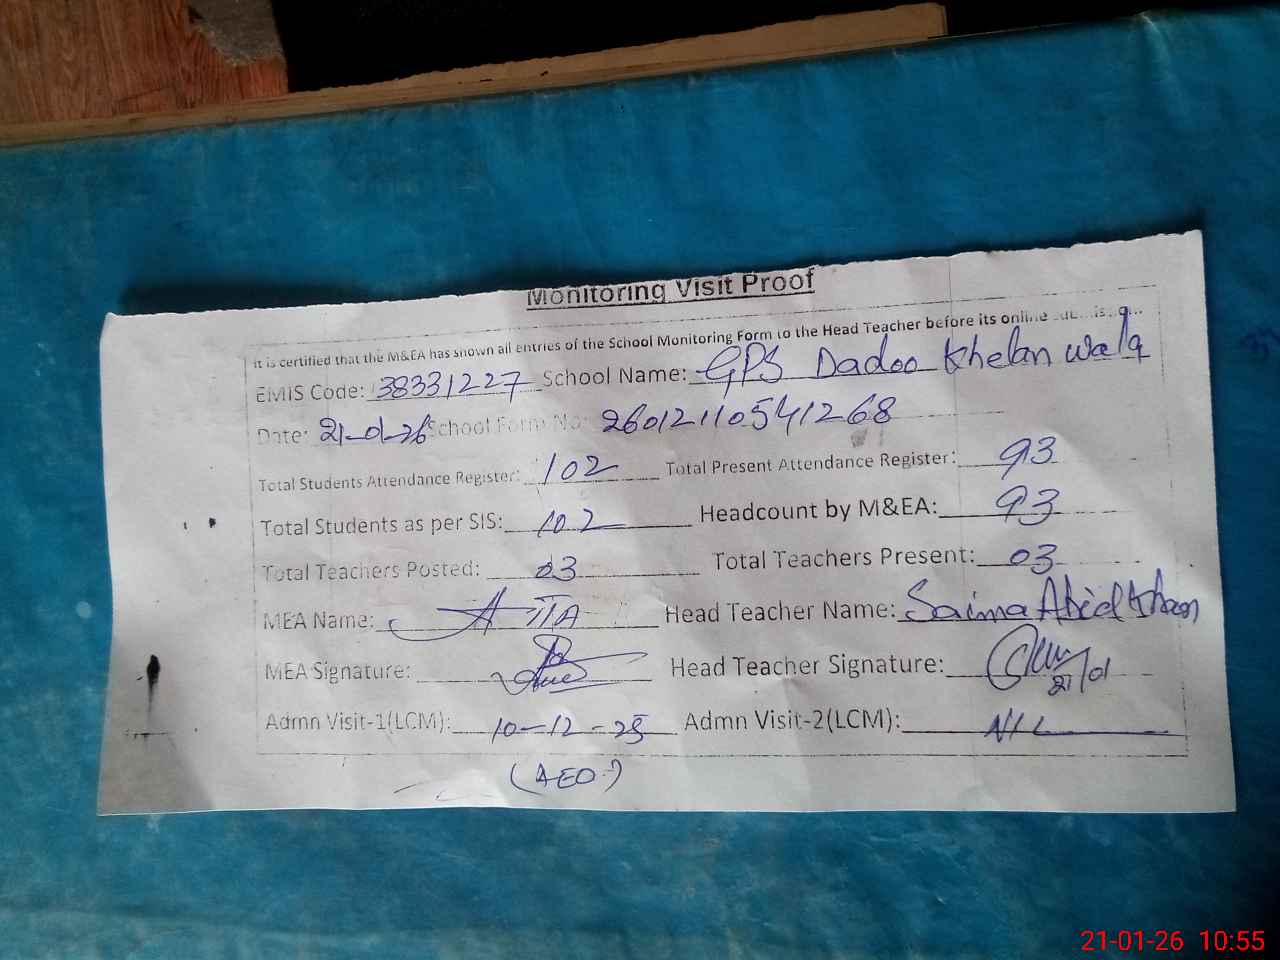 Monitoring Visit Proof
It is certified that the M&EA has shown all entries of the School Monitoring Form to the Head Teacher before its online
EMIS Code: 38331227 School Name: GPS Dadoo Khelan wala
Date: 21-01-26 School Form No: 26012110541268
Total Students Attendance Register: 102 Total Present Attendance Register: 93
Total Students as per SIS: 102 Headcount by M&EA: 93
Total Teachers Posted: 03 Total Teachers Present: 03
MEA Name: Head Teacher Name: Saima Abid Khan
MEA Signature: Head Teacher Signature: 21/01
Admn Visit-1(LCM): 10-12-25 Admn Visit-2(LCM): NIL
(AEO)
21-01-26 10:55